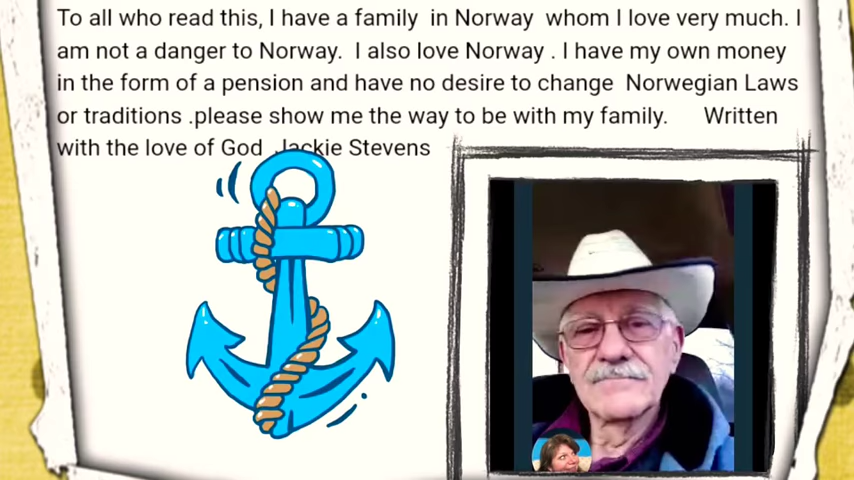 To all who read this, I have a family in Norway whom I love very much. I
am not a danger to Norway. I also love Norway . I have my own money
in the form of a pension and have no desire to change Norwegian Laws
or traditions .please show me the way to be with my family. Written
with the love of God Jackie Stevens